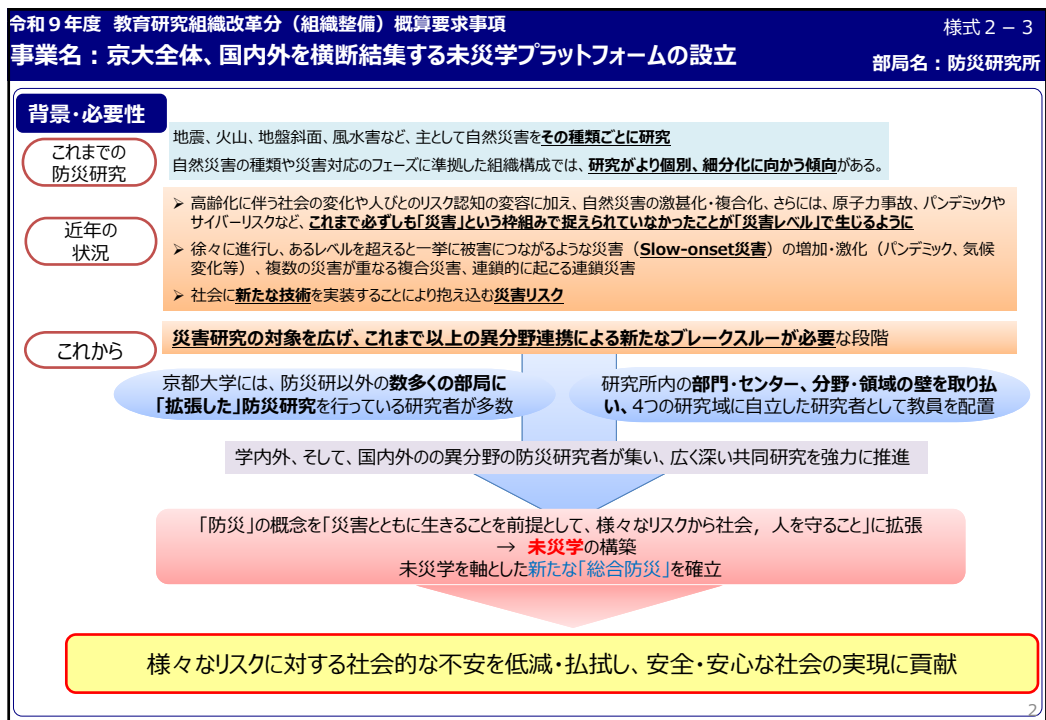 令和９年度 教育研究組織改革分（組織整備）概算要求事項
様式２－３
事業名：京大全体、国内外を横断結集する未災学プラットフォームの設立
部局名：防災研究所
背景・必要性
これまでの
防災研究
地震、火山、地盤斜面、風水害など、主として自然災害をその種類ごとに研究
自然災害の種類や災害対応のフェーズに準拠した組織構成では、研究がより個別、細分化に向かう傾向がある。
近年の
状況
➢ 高齢化に伴う社会の変化や人びとのリスク認知の変容に加え、自然災害の激甚化・複合化、さらには、原子力事故、パンデミックや
サイバーリスクなど、これまで必ずしも「災害」という枠組みで捉えられていなかったことが「災害レベル」で生じるように
➢ 徐々に進行し、あるレベルを超えると一挙に被害につながるような災害（Slow-onset災害）の増加・激化（パンデミック、気候
変化等）、複数の災害が重なる複合災害、連鎖的に起こる連鎖災害
➢ 社会に新たな技術を実装することにより抱え込む災害リスク
これから
災害研究の対象を広げ、これまで以上の異分野連携による新たなブレークスルーが必要な段階
京都大学には、防災研以外の数多くの部局に
「拡張した」防災研究を行っている研究者が多数
研究所内の部門・センター、分野・領域の壁を取り払
い、4つの研究域に自立した研究者として教員を配置
学内外、そして、国内外のの異分野の防災研究者が集い、広く深い共同研究を強力に推進
「防災」の概念を「災害とともに生きることを前提として、様々なリスクから社会，人を守ること」に拡張
→ 未災学の構築
未災学を軸とした新たな「総合防災」を確立
様々なリスクに対する社会的な不安を低減・払拭し、安全・安心な社会の実現に貢献
2